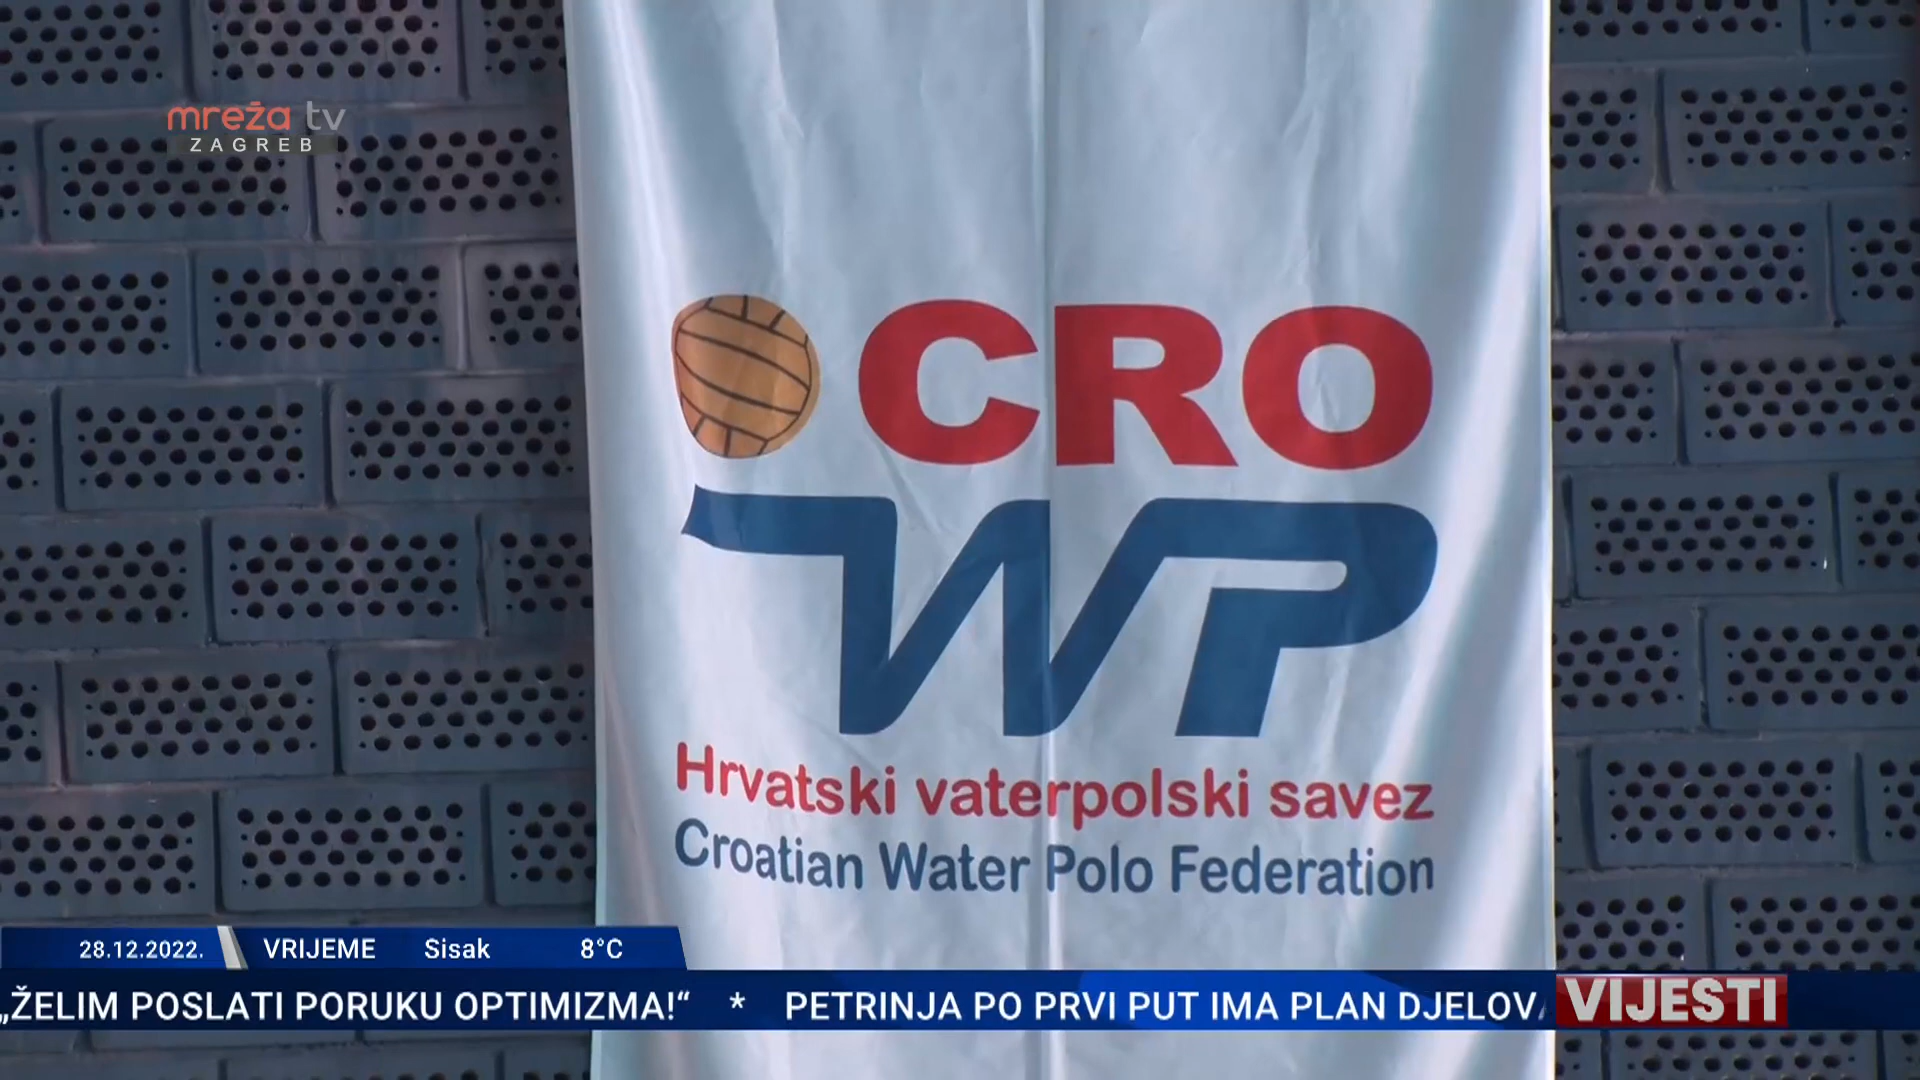 mreža tv
ZAGREB
CRO
WP
Hrvatski vaterpolski savez
Croatian Water Polo Federation
28.12.2022. VRIJEME Sisak 8°C
„ŽELIM POSLATI PORUKU OPTIMIZMA!“ * PETRINJA PO PRVI PUT IMA PLAN
VIJESTI